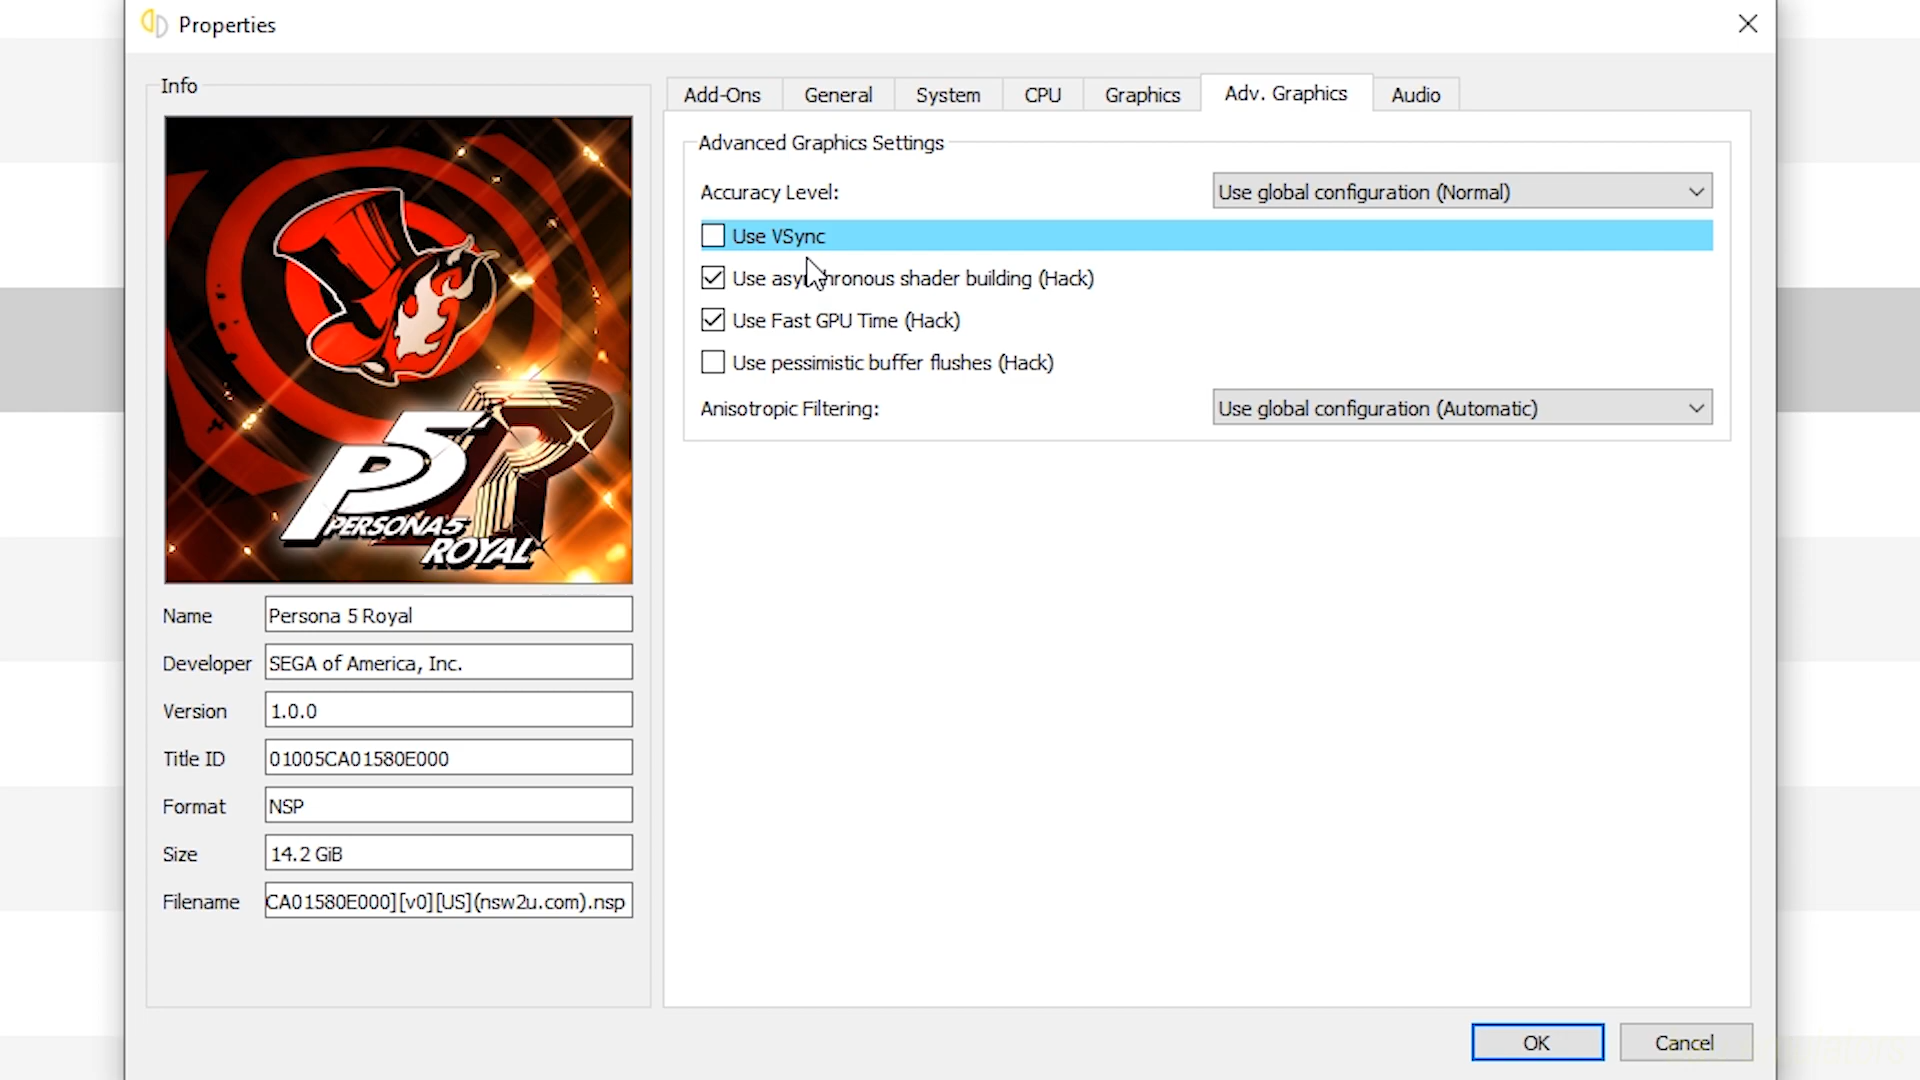 Properties
Info
Add-Ons
General
System
CPU
Graphics
Adv. Graphics
Audio
Advanced Graphics Settings
Accuracy Level:
Use global configuration (Normal)
Use VSync
Use asynchronous shader building (Hack)
Use Fast GPU Time (Hack)
Use pessimistic buffer flushes (Hack)
Anisotropic Filtering:
Use global configuration (Automatic)
P5R
PERSONA5
ROYAL
Name
Persona 5 Royal
Developer
SEGA of America, Inc.
Version
1.0.0
Title ID
01005CA01580E000
Format
NSP
Size
14.2 GiB
Filename
CA01580E000][v0][US](nsw2u.com).nsp
OK
Cancel